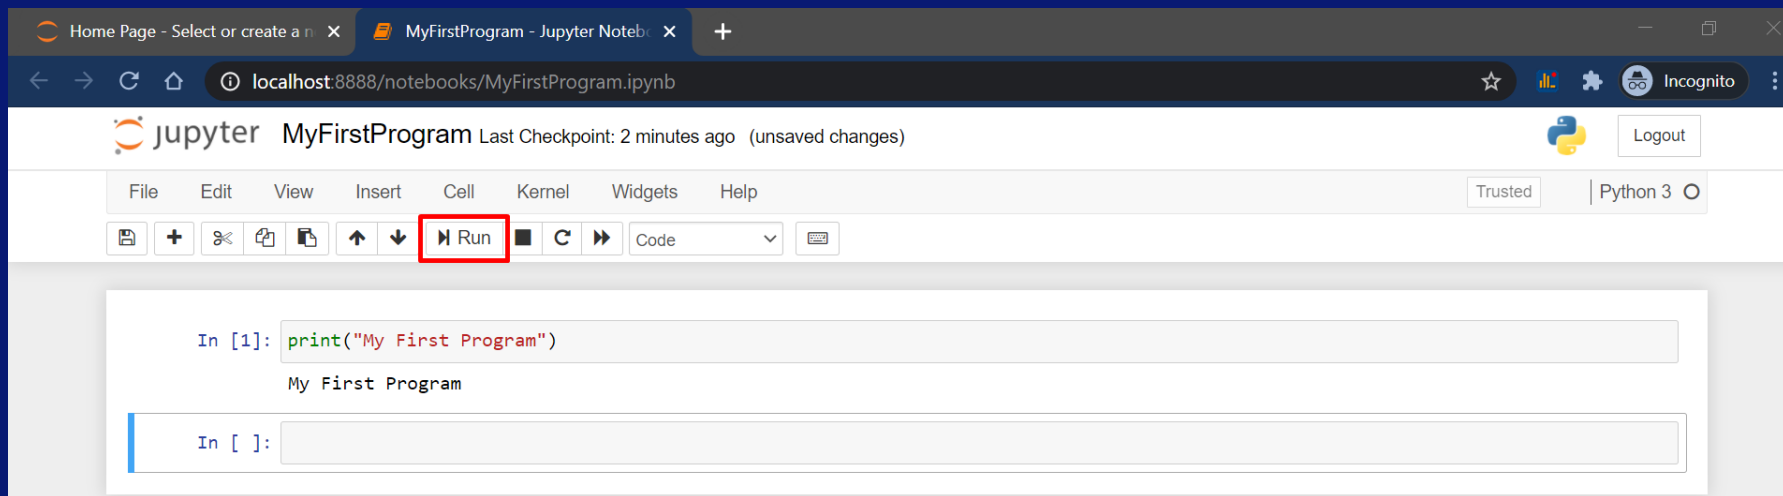 Home Page - Select or create a n
MyFirstProgram - Jupyter Noteb
localhost:8888/notebooks/MyFirstProgram.ipynb
Incognito
jupyter MyFirstProgram Last Checkpoint: 2 minutes ago (unsaved changes)
Logout
File Edit View Insert Cell Kernel Widgets Help
Trusted
Python 3
Run
Code
In [1]: print("My First Program")
My First Program
In [ ]: